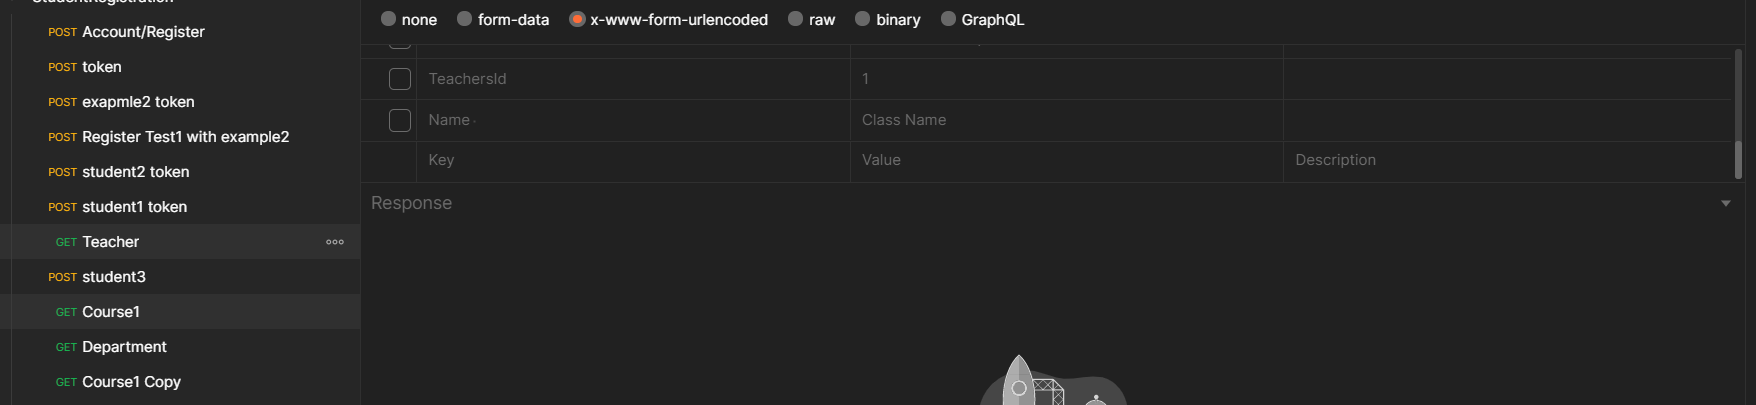 StudentRegistration
POST Account/Register
POST token
POST exapmle2 token
POST Register Test1 with example2
POST student2 token
POST student1 token
GET Teacher
POST student3
GET Course1
GET Department
GET Course1 Copy
none form-data x-www-form-urlencoded raw binary GraphQL
TeachersId 1
Name Class Name
Key Value Description
Response